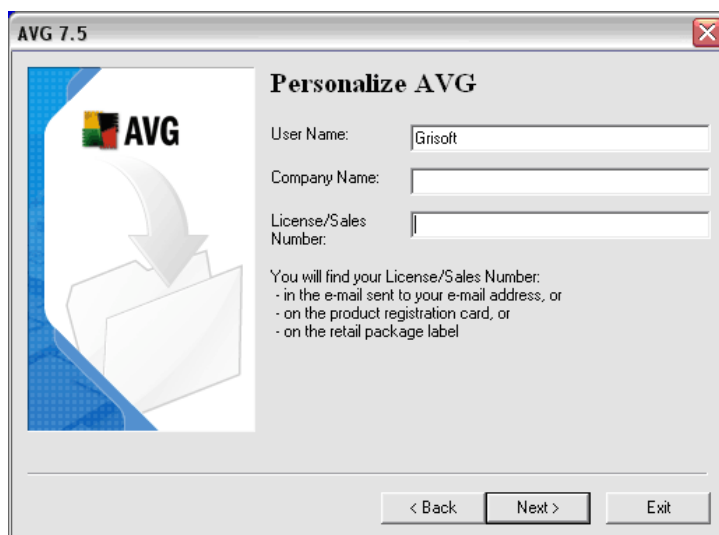 AVG 7.5
AVG
Personalize AVG
User Name:
Grisoft
Company Name:
License/Sales
Number:
You will find your License/Sales Number:
- in the e-mail sent to your e-mail address, or
- on the product registration card, or
- on the retail package label
< Back
Next >
Exit